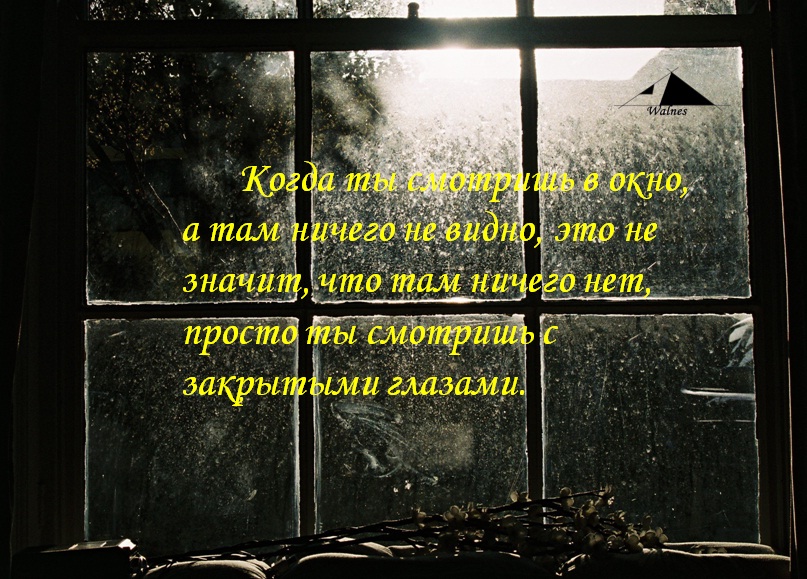 Walnes
Когда ты смотришь в окно,
а там ничего не видно, это не
значит, что там ничего нет,
просто ты смотришь с
закрытыми глазами.